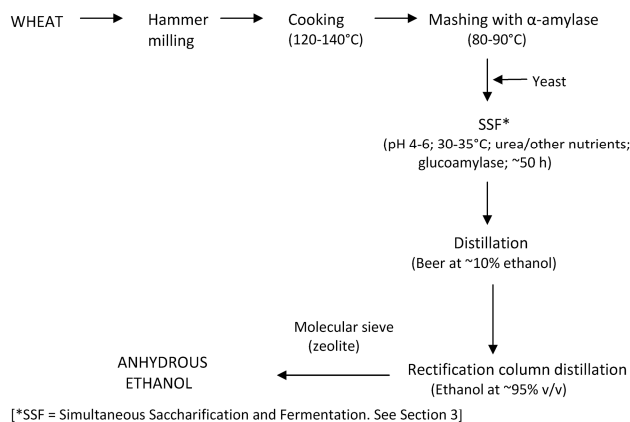 WHEAT
Hammer
milling
Cooking
(120-140°C)
Mashing with α-amylase
(80-90°C)
Yeast
SSF*
(pH 4-6; 30-35°C; urea/other nutrients;
glucoamylase; ~50 h)
Distillation
(Beer at ~10% ethanol)
Molecular sieve
(zeolite)
ANHYDROUS
ETHANOL
Rectification column distillation
(Ethanol at ~95% v/v)
[*SSF = Simultaneous Saccharification and Fermentation. See Section 3]